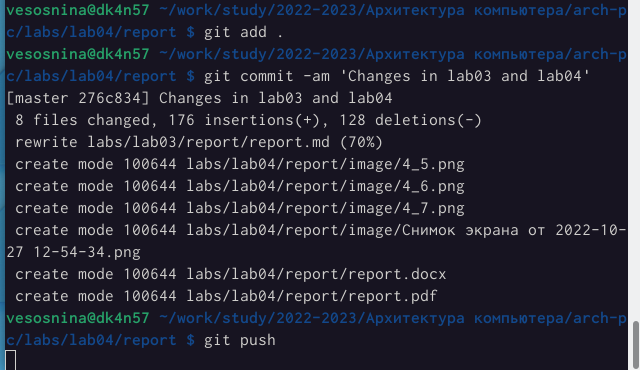 vesosnina@dk4n57 ~/work/study/2022-2023/Архитектура компьютера/arch-p
c/labs/lab04/report $ git add .
vesosnina@dk4n57 ~/work/study/2022-2023/Архитектура компьютера/arch-p
c/labs/lab04/report $ git commit -am 'Changes in lab03 and lab04'
[master 276c834] Changes in lab03 and lab04
 8 files changed, 176 insertions(+), 128 deletions(-)
 rewrite labs/lab03/report/report.md (70%)
 create mode 100644 labs/lab04/report/image/4_5.png
 create mode 100644 labs/lab04/report/image/4_6.png
 create mode 100644 labs/lab04/report/image/4_7.png
 create mode 100644 labs/lab04/report/image/Снимок экрана от 2022-10-
27 12-54-34.png
 create mode 100644 labs/lab04/report/report.docx
 create mode 100644 labs/lab04/report/report.pdf
vesosnina@dk4n57 ~/work/study/2022-2023/Архитектура компьютера/arch-p
c/labs/lab04/report $ git push